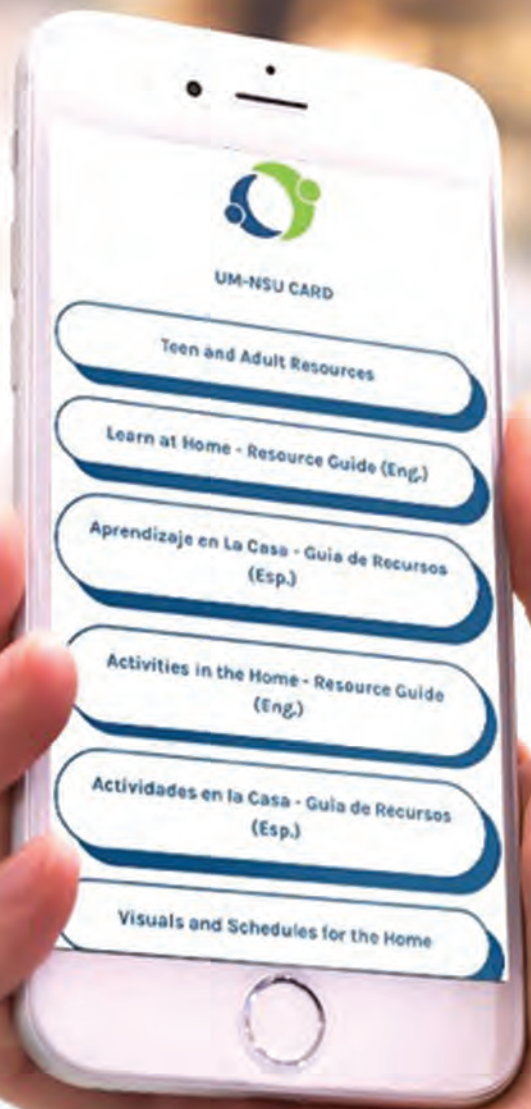 UM-NSU CARD
Teen and Adult Resources
Learn at Home - Resource Guide (Eng.)
Aprendizaje en La Casa - Guia de Recursos
(Esp.)
Activities in the Home - Resource Guide
(Eng.)
Actividades en la Casa - Guia de Recursos
(Esp.)
Visuals and Schedules for the Home